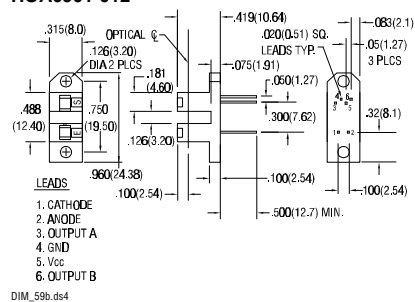 .315(8.0)
OPTICAL ℄
.419(10.64)
.083(2.1)
.020(0.51) SQ.
LEADS TYP.
.05(1.27)
3 PLCS
.126(3.20)
DIA 2 PLCS
.075(1.91)
.181
(4.60)
.050(1.27)
.488
(12.40)
S
E
.750
(19.50)
.300(7.62)
.32(8.1)
.126(3.20)
.960(24.38)
.100(2.54)
.100(2.54)
.100(2.54)
.500(12.7) MIN.
LEADS
1. CATHODE
2. ANODE
3. OUTPUT A
4. GND
5. Vcc
6. OUTPUT B
DIM_59b.ds4